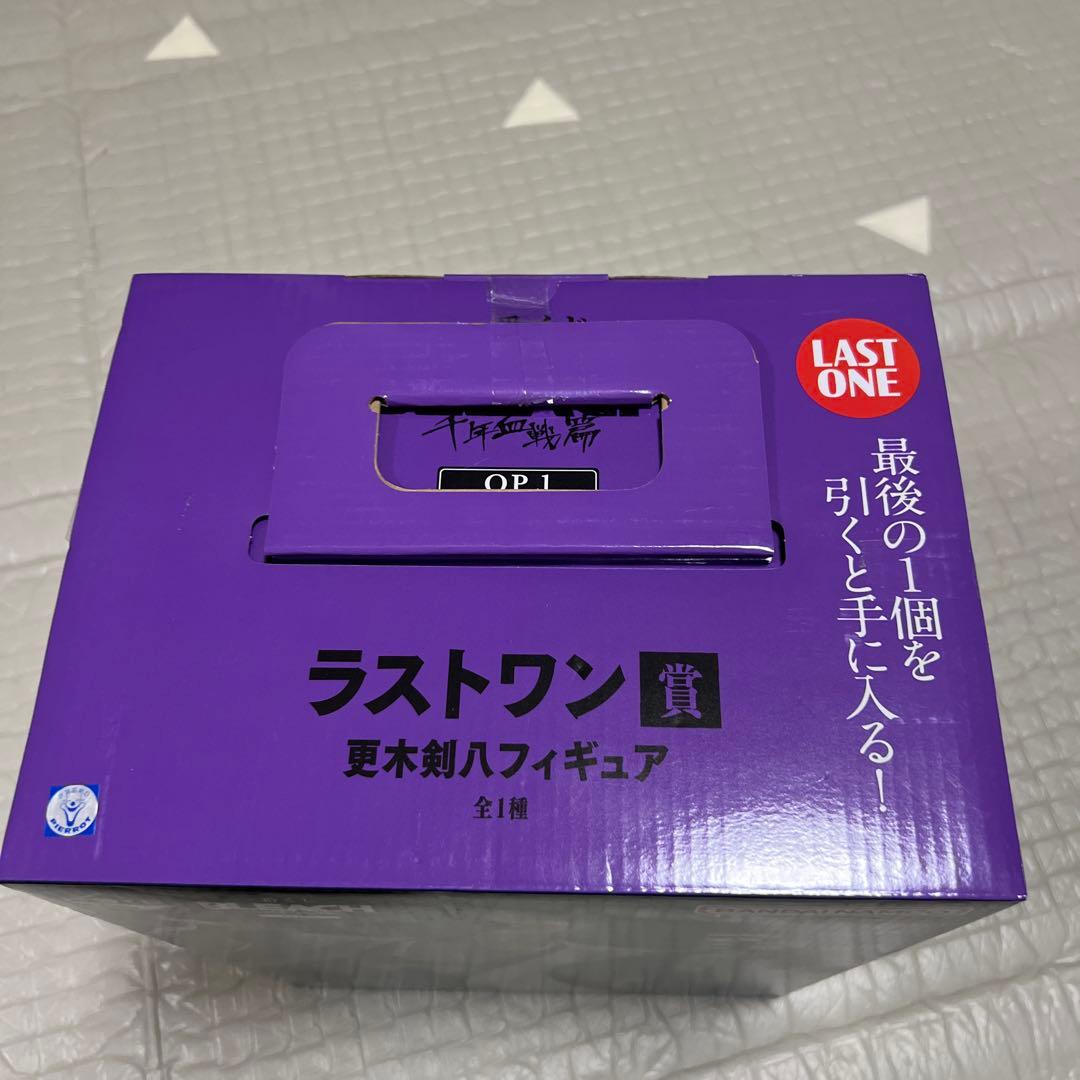 千年血戦篇
OP.1
LAST
ONE
最後の1個を
引くと手に入る!
ラストワン賞
更木剣八フィギュア
全1種
PIERROT